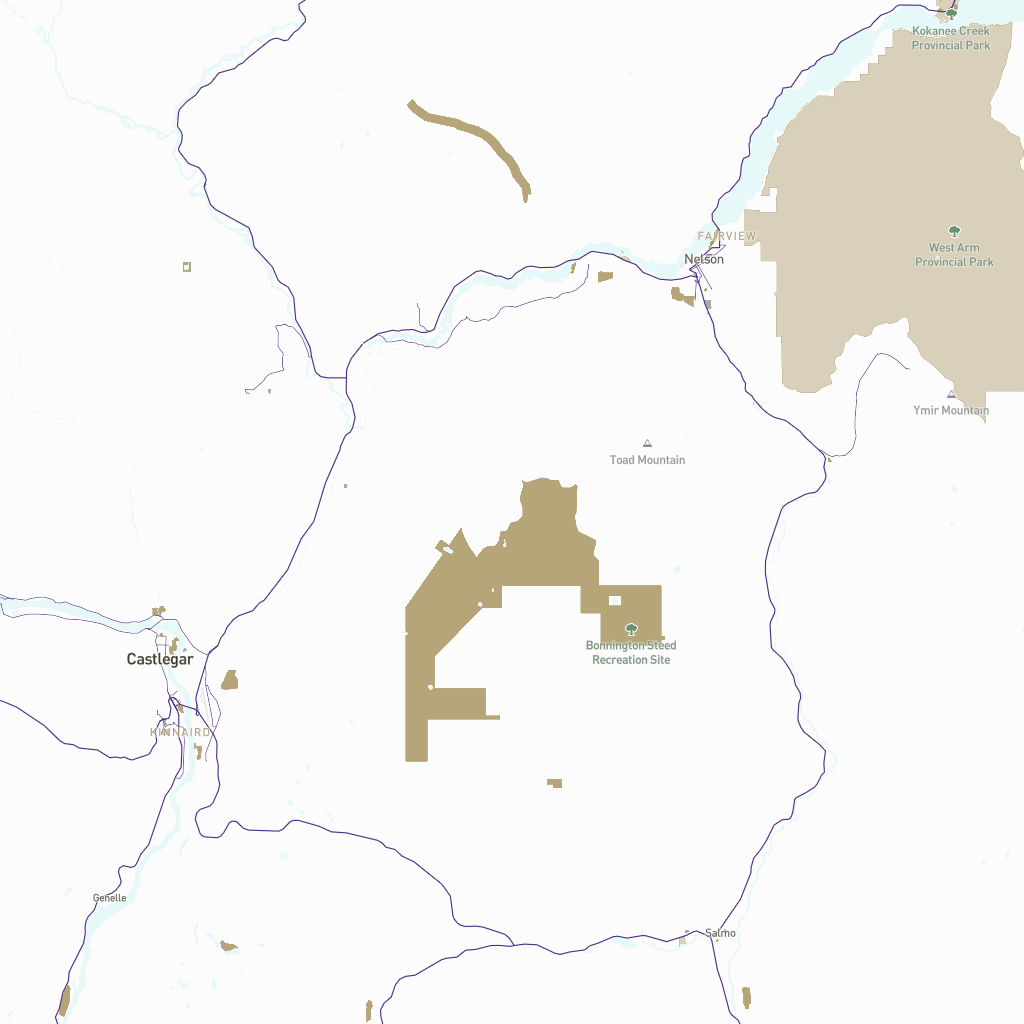 Kokanee Creek
Provincial Park
FAIRVIEW
Nelson
West Arm
Provincial Park
Ymir Mountain
Toad Mountain
Bonnington Steed
Recreation Site
Castlegar
KINNAIRD
Genelle
Salmo